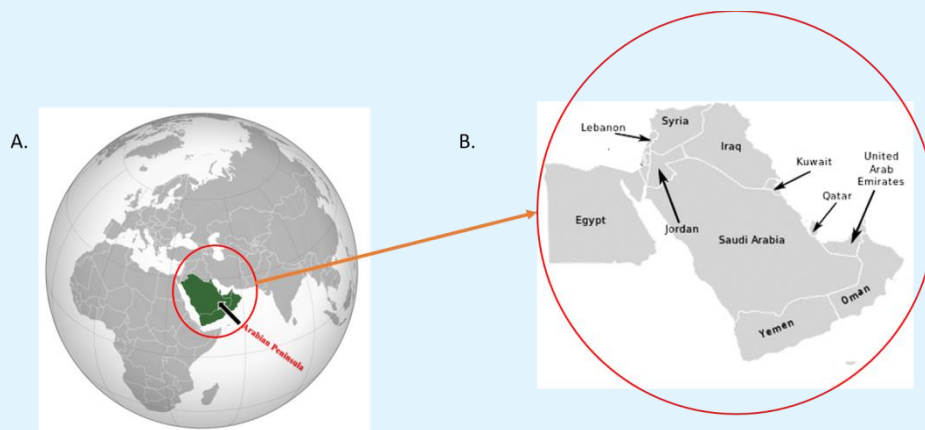 A.
Arabian Peninsula
B.
Syria
Lebanon
Iraq
Kuwait
United
Arab
Emirates
Qatar
Egypt
Jordan
Saudi Arabia
Oman
Yemen